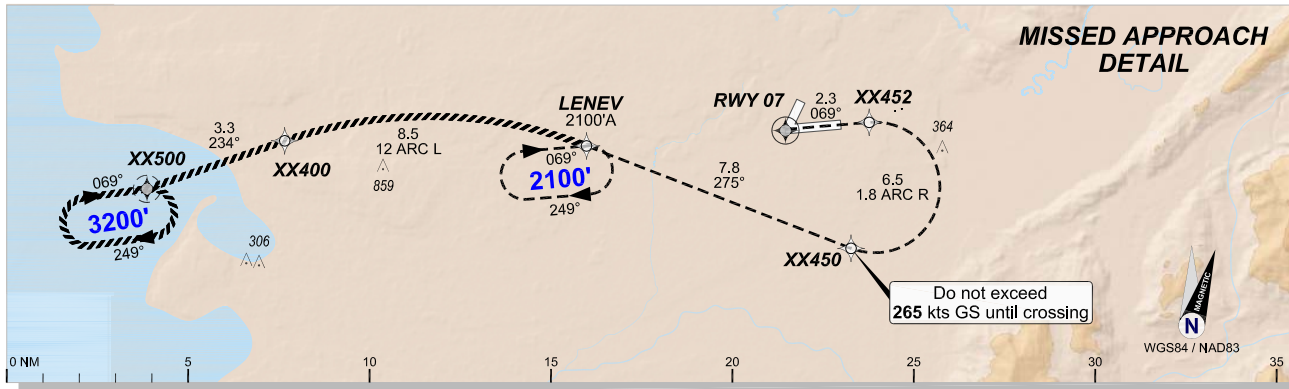 MISSED APPROACH
DETAIL
RWY 07
2.3
069°
XX452
364
LENEV
2100'A
3.3
234°
8.5
12 ARC L
XX400
859
XX500
069°
3200'
249°
306
069°
2100'
249°
7.8
275°
6.5
1.8 ARC R
XX450
Do not exceed
265 kts GS until crossing
MAGNETIC
N
WGS84 / NAD83
0 NM 5 10 15 20 25 30 35